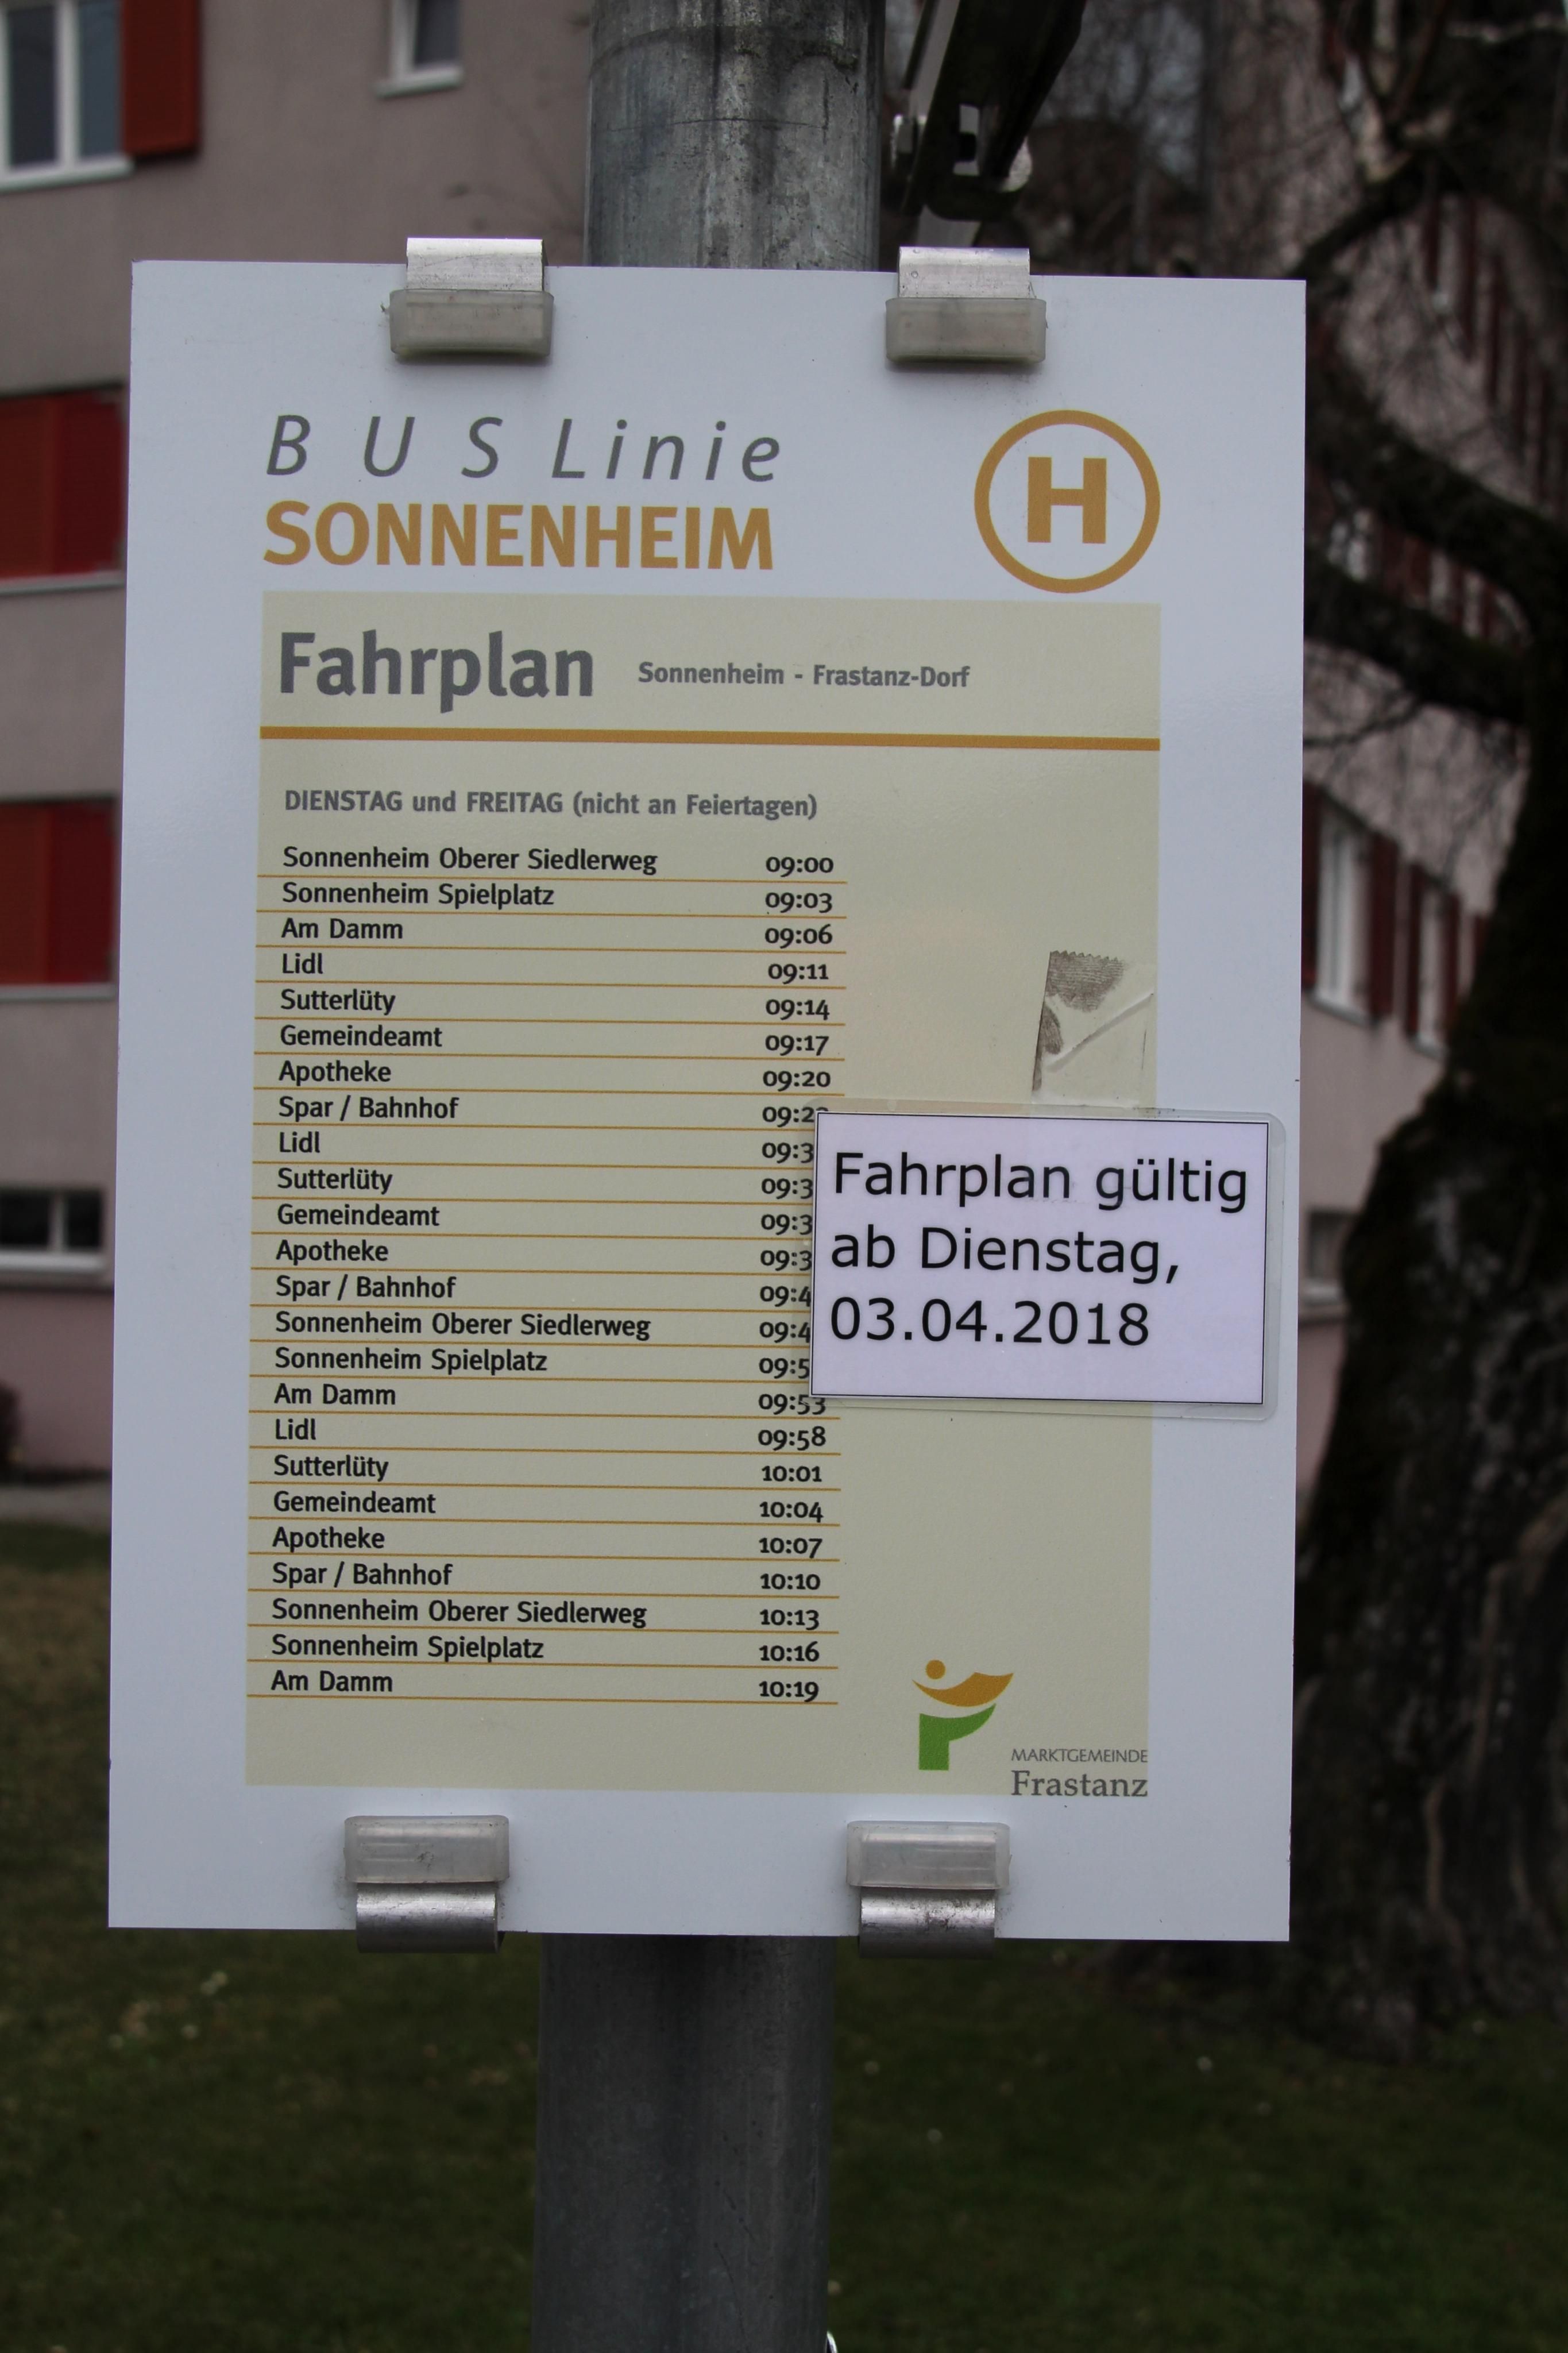 BUS Linie
SONNENHEIM
H
Fahrplan Sonnenheim - Frastanz-Dorf
DIENSTAG und FREITAG (nicht an Feiertagen)
Sonnenheim Oberer Siedlerweg 09:00
Sonnenheim Spielplatz 09:03
Am Damm 09:06
Lidl 09:11
Sutterlüty 09:14
Gemeindeamt 09:17
Apotheke 09:20
Spar / Bahnhof
Lidl
Sutterlüty
Gemeindeamt
Apotheke
Spar / Bahnhof
Sonnenheim Oberer Siedlerweg
Sonnenheim Spielplatz
Am Damm 09:53
Lidl 09:58
Sutterlüty 10:01
Gemeindeamt 10:04
Apotheke 10:07
Spar / Bahnhof 10:10
Sonnenheim Oberer Siedlerweg 10:13
Sonnenheim Spielplatz 10:16
Am Damm 10:19
Fahrplan gültig
ab Dienstag,
03.04.2018
MARKTGEMEINDE
Frastanz